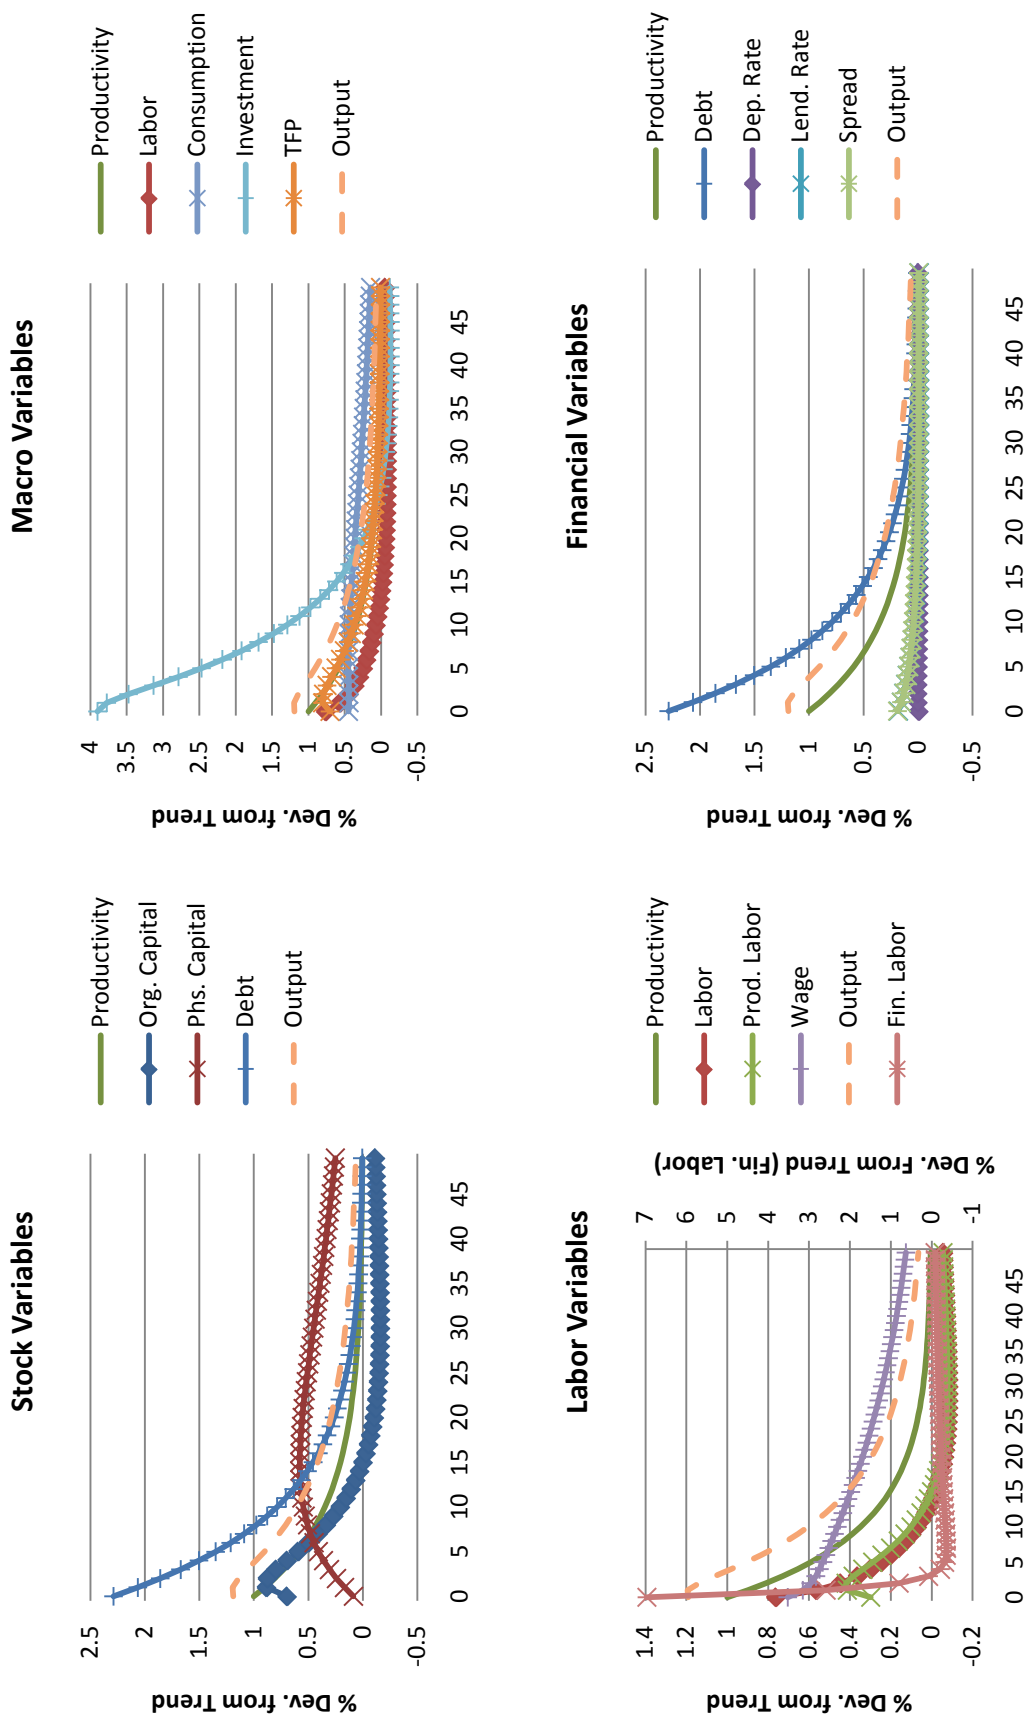 Stock Variables
% Dev. from Trend
2.5
2
1.5
1
0.5
0
-0.5
0 5 10 15 20 25 30 35 40 45
Productivity
Org. Capital
Phs. Capital
Debt
Output
Macro Variables
% Dev. from Trend
4
3.5
3
2.5
2
1.5
1
0.5
0
-0.5
0 5 10 15 20 25 30 35 40 45
Productivity
Labor
Consumption
Investment
TFP
Output
Labor Variables
% Dev. from Trend
1.4
1.2
1
0.8
0.6
0.4
0.2
0
-0.2
0 5 10 15 20 25 30 35 40 45
7
6
5
4
3
2
1
0
-1
% Dev. From Trend (Fin. Labor)
Productivity
Labor
Prod. Labor
Wage
Output
Fin. Labor
Financial Variables
% Dev. from Trend
2.5
2
1.5
1
0.5
0
-0.5
0 5 10 15 20 25 30 35 40 45
Productivity
Debt
Dep. Rate
Lend. Rate
Spread
Output